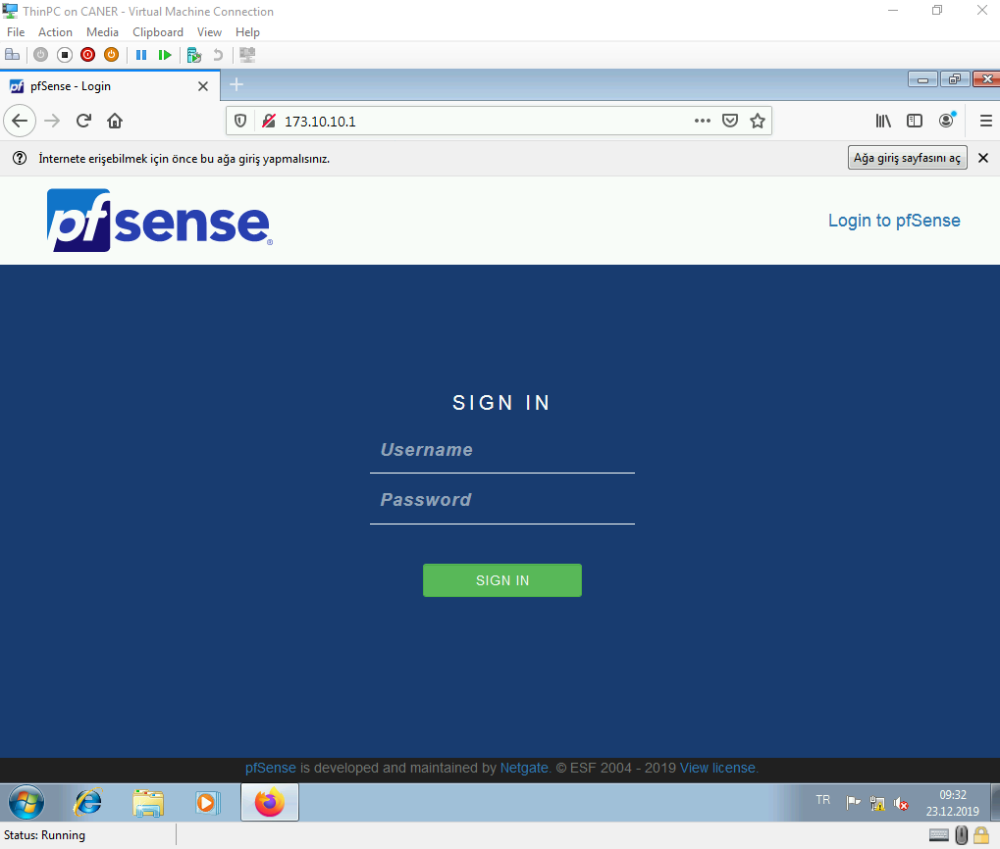 ThinPC on CANER - Virtual Machine Connection
File Action Media Clipboard View Help
pfSense - Login
173.10.10.1
İnternete erişebilmek için önce bu ağa giriş yapmalısınız.
Ağa giriş sayfasını aç
pfsense®
Login to pfSense
SIGN IN
Username
Password
SIGN IN
pfSense is developed and maintained by Netgate. © ESF 2004 - 2019 View license.
TR
09:32
23.12.2019
Status: Running